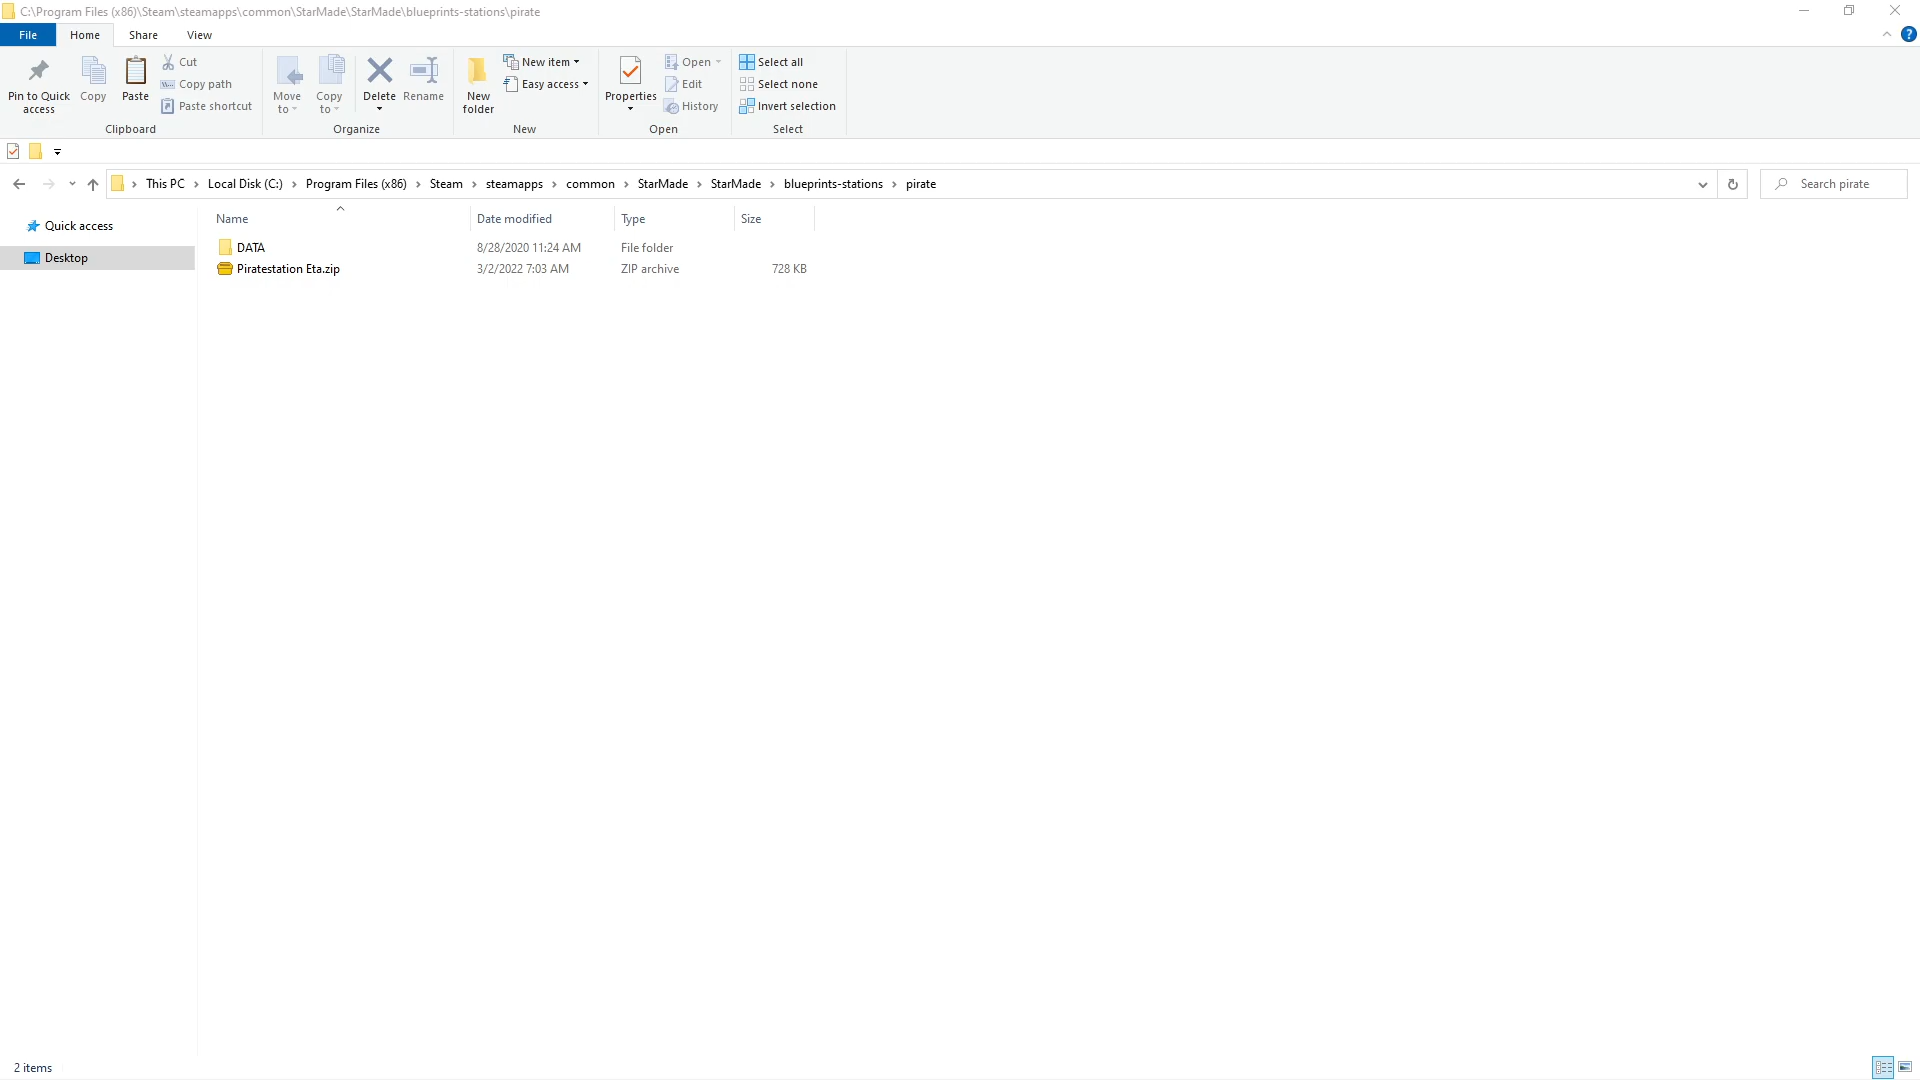 C:\Program Files (x86)\Steam\steamapps\common\StarMade\StarMade\blueprints-stations\pirate
File Home Share View
?
Pin to Quick access
Copy
Paste
Cut
Copy path
Paste shortcut
Clipboard
Move to
Copy to
Delete
Rename
Organize
New folder
New item
Easy access
New
Properties
Open
Edit
History
Open
Select all
Select none
Invert selection
Select
This PC > Local Disk (C:) > Program Files (x86) > Steam > steamapps > common > StarMade > StarMade > blueprints-stations > pirate
Search pirate
Quick access
Desktop
Name Date modified Type Size
DATA 8/28/2020 11:24 AM File folder
Piratestation Eta.zip 3/2/2022 7:03 AM ZIP archive 728 KB
2 items